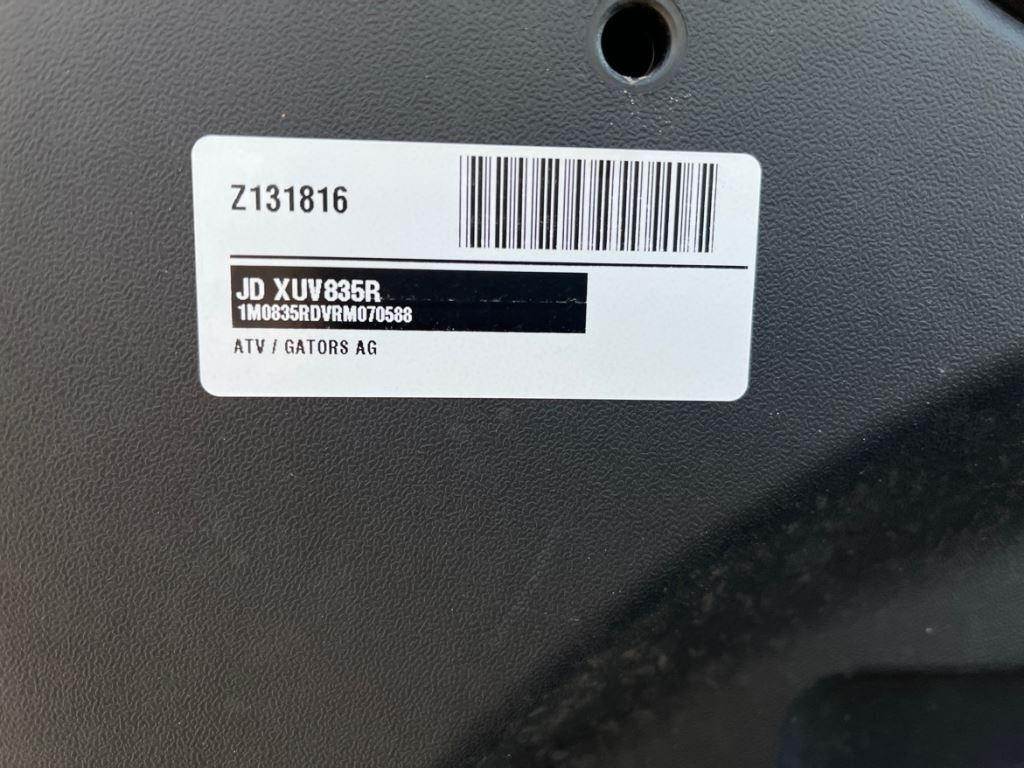 Z131816
JD XUV835R
1M0835RDVRM070588
ATV / GATORS AG